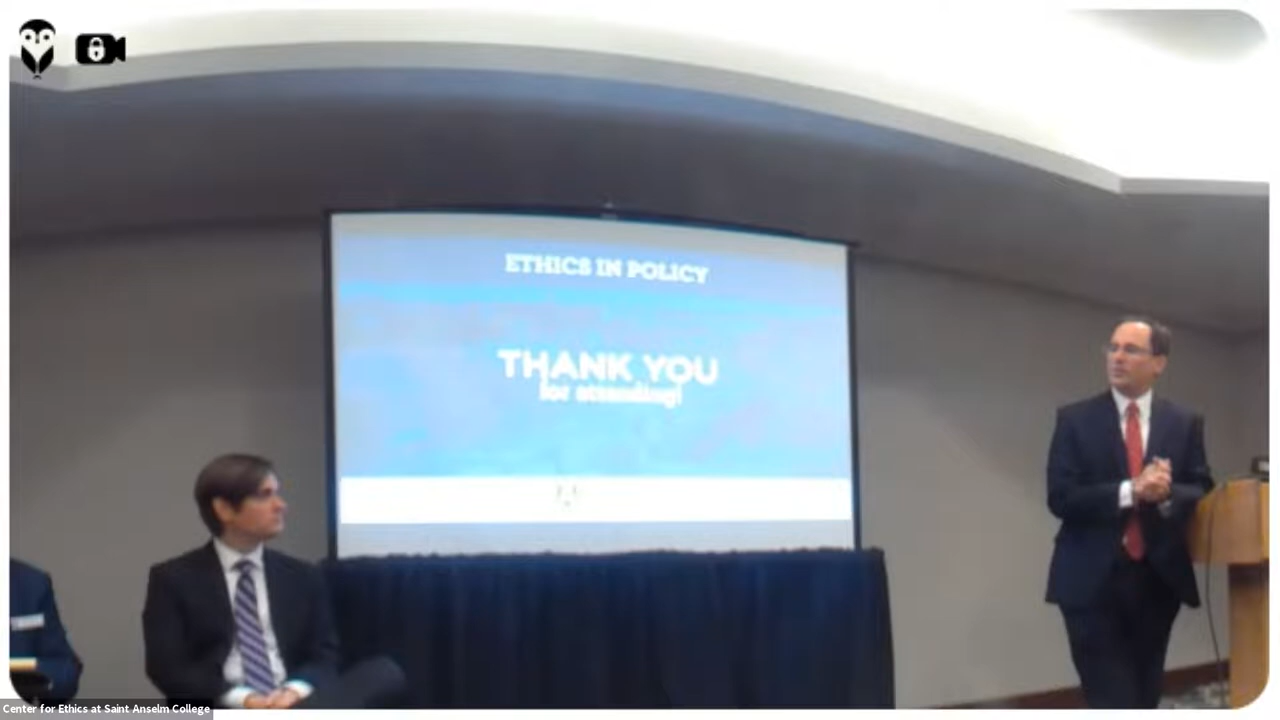 ETHICS IN POLICY
THANK YOU
for attending!
Center for Ethics at Saint Anselm College